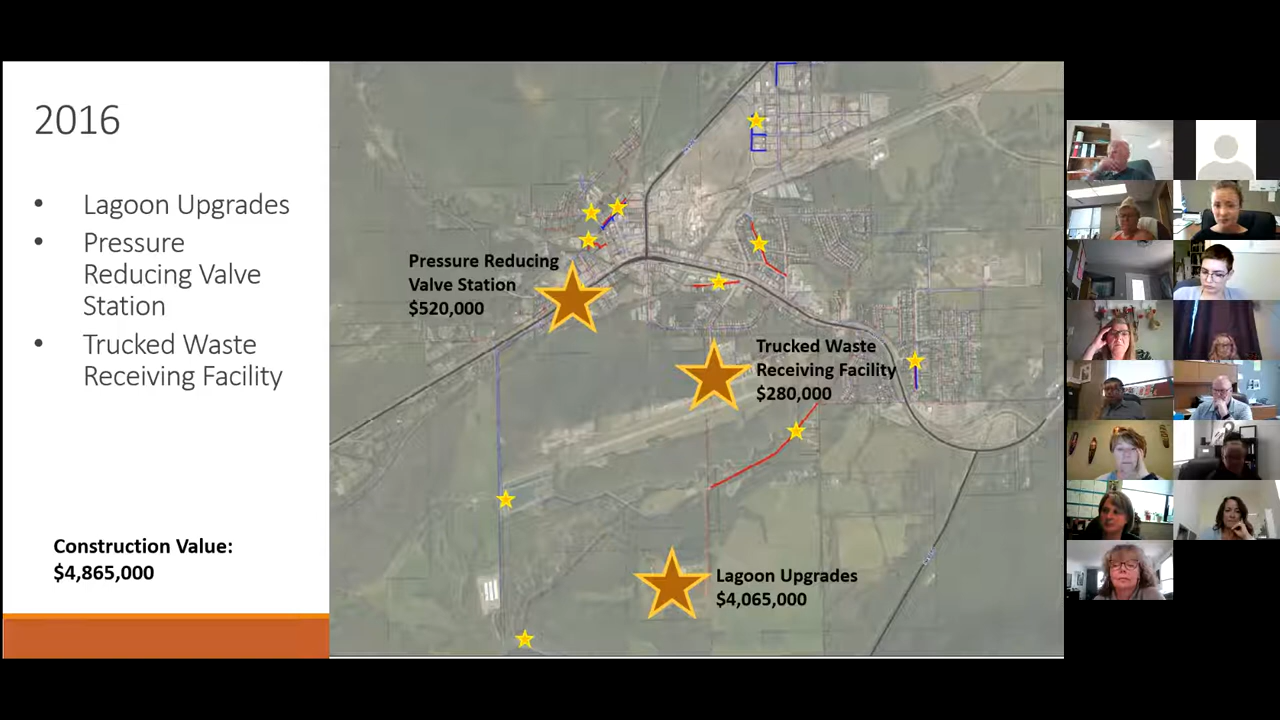 2016
• Lagoon Upgrades
• Pressure
Reducing Valve
Station
• Trucked Waste
Receiving Facility
Construction Value:
$4,865,000
Pressure Reducing
Valve Station
$520,000
Trucked Waste
Receiving Facility
$280,000
Lagoon Upgrades
$4,065,000